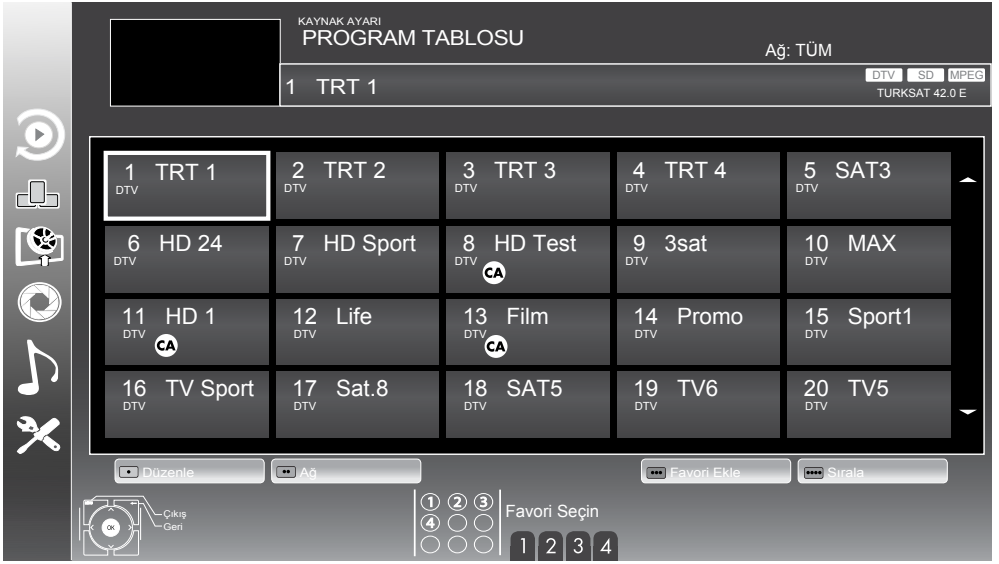 KAYNAK AYARI
PROGRAM TABLOSU
Ağ: TÜM
1 TRT 1
DTV SD MPEG
TURKSAT 42.0 E
1 TRT 1 2 TRT 2 3 TRT 3 4 TRT 4 5 SAT3
DTV DTV DTV DTV DTV
6 HD 24 7 HD Sport 8 HD Test 9 3sat 10 MAX
DTV DTV DTV DTV DTV
CA
11 HD 1 12 Life 13 Film 14 Promo 15 Sport1
DTV DTV DTV DTV DTV
CA CA
16 TV Sport 17 Sat.8 18 SAT5 19 TV6 20 TV5
DTV DTV DTV DTV DTV
Düzenle Ağ Favori Ekle Sırala
Çıkış
Geri
OK
1 2 3
4
Favori Seçin
1 2 3 4